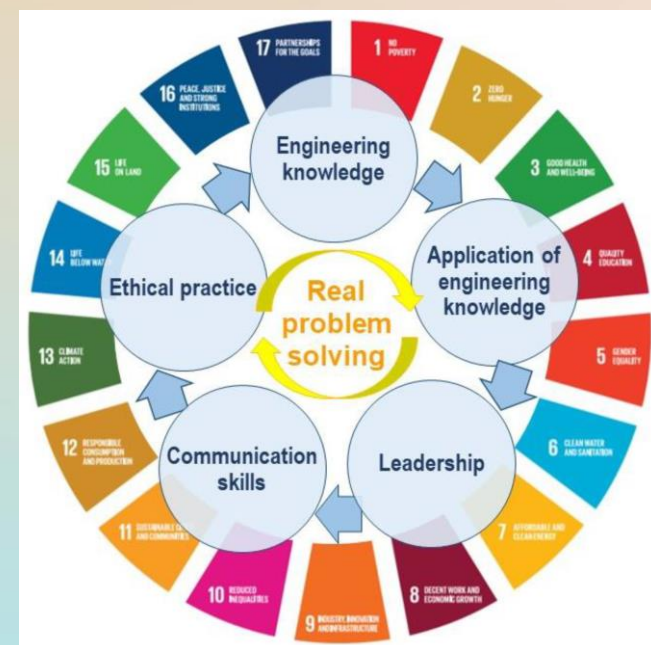 17 PARTNERSHIPS
FOR THE GOALS
1 NO
POVERTY
2 ZERO
HUNGER
3 GOOD HEALTH
AND WELL-BEING
4 QUALITY
EDUCATION
5 GENDER
EQUALITY
6 CLEAN WATER
AND SANITATION
7 AFFORDABLE AND
CLEAN ENERGY
8 DECENT WORK AND
ECONOMIC GROWTH
9 INDUSTRY, INNOVATION
AND INFRASTRUCTURE
10 REDUCED
INEQUALITIES
11 SUSTAINABLE
AND COMMUNITIES
12 RESPONSIBLE
CONSUMPTION
AND PRODUCTION
13 CLIMATE
ACTION
14 LIFE
BELOW WATER
15 LIFE
ON LAND
16 PEACE, JUSTICE
AND STRONG
INSTITUTIONS
Engineering
knowledge
Application of
engineering
knowledge
Leadership
Communication
skills
Ethical practice
Real
problem
solving